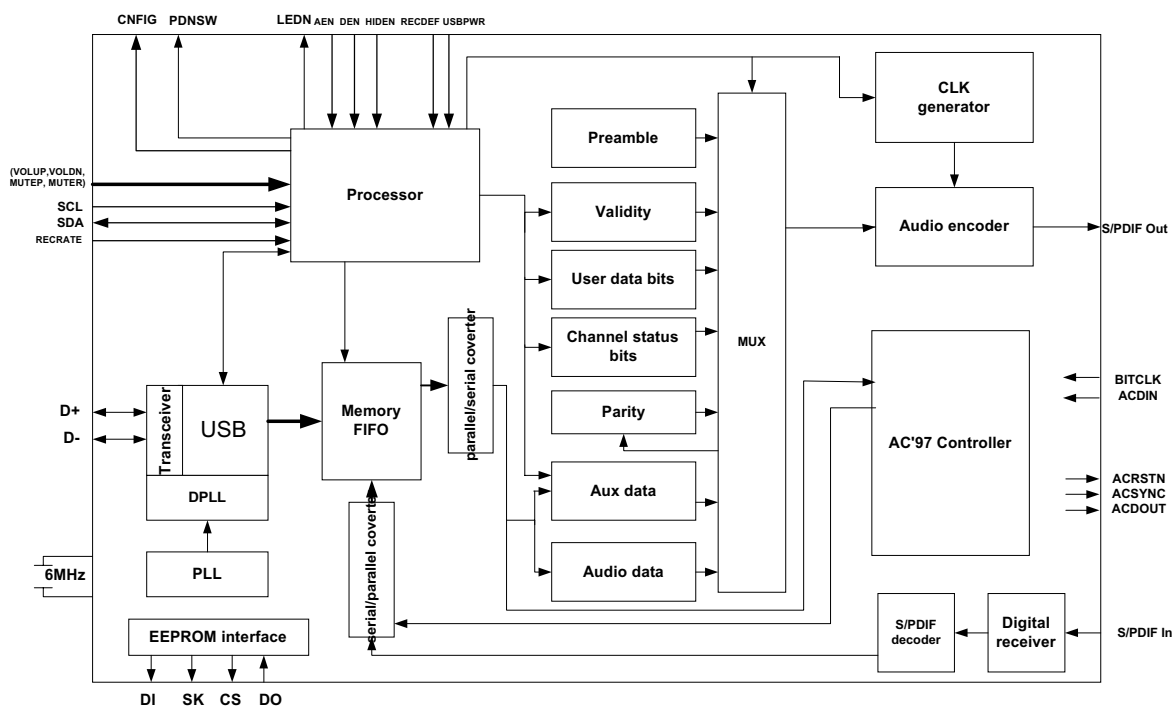 CNFIG PDNSW LEDN AEN DEN HIDEN RECDEF USBPWR
CLK
generator
Preamble
(VOLUP,VOLDN,
MUTEP, MUTER)
Processor
SCL
SDA
RECRATE
Validity
Audio encoder
S/PDIF Out
User data bits
Channel status
bits
MUX
parallel/serial coverter
Memory
FIFO
Transceiver
USB
D+
D-
DPLL
PLL
6MHz
Parity
AC'97 Controller
BITCLK
ACDIN
Aux data
ACRSTN
ACSYNC
ACDOUT
serial/parallel coverter
Audio data
EEPROM interface
S/PDIF
decoder
Digital
receiver
S/PDIF In
DI SK CS DO